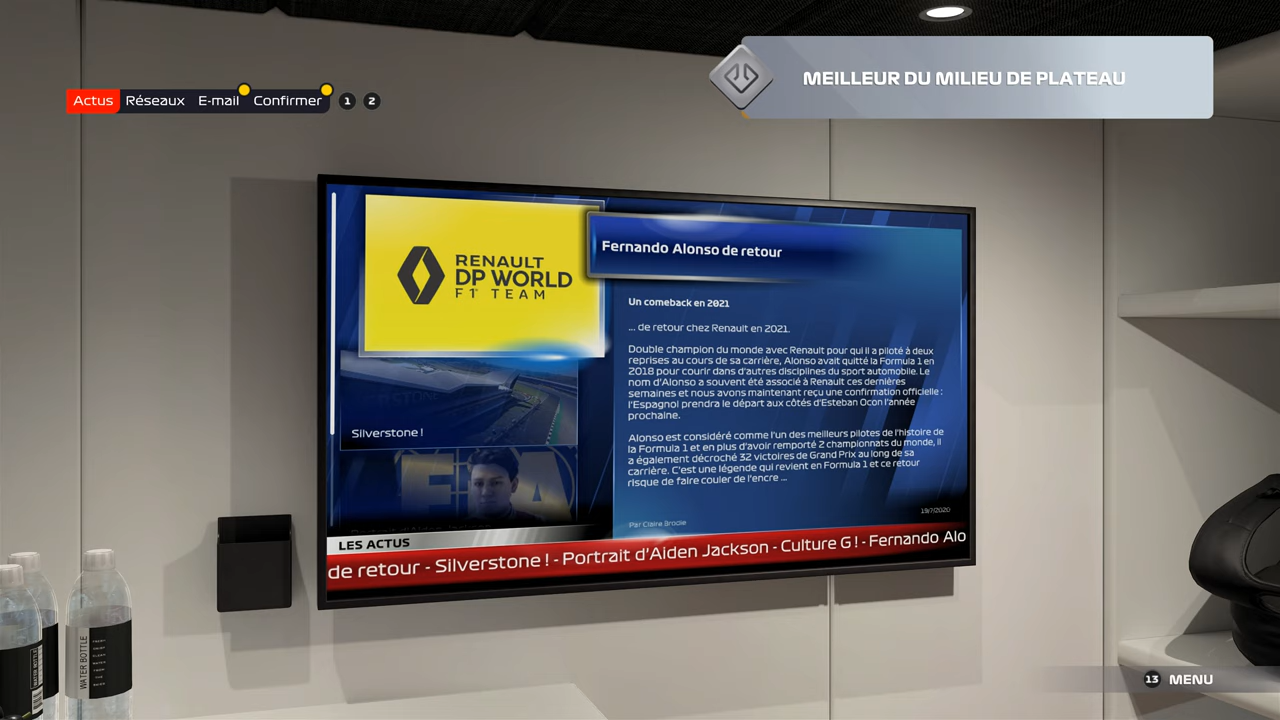 MEILLEUR DU MILIEU DE PLATEAU
Actus Réseaux E-mail Confirmer 1 2
RENAULT
DP WORLD
F1 TEAM
Fernando Alonso de retour
Un comeback en 2021
... de retour chez Renault en 2021.
Double champion du monde avec Renault pour qui il a piloté à deux
reprises au cours de sa carrière, Alonso avait quitté la Formula 1 en
2018 pour courir dans d'autres disciplines du sport automobile. Le
nom d'Alonso a souvent été associé à Renault ces dernières
semaines et nous avons maintenant reçu une confirmation officielle :
l'Espagnol prendra le départ aux côtés d'Esteban Ocon l'année
prochaine.
Alonso est considéré comme l'un des meilleurs pilotes de l'histoire de
la Formula 1 et en plus d'avoir remporté 2 championnats du monde, il
a également décroché 32 victoires de Grand Prix au long de sa
carrière. C'est une légende qui revient en Formula 1 et ce retour
risque de faire couler de l'encre ...
Par Claire Brodie
19/7/2020
Silverstone !
FIA
LES ACTUS
de retour - Silverstone ! - Portrait d'Aiden Jackson - Culture G ! - Fernando Alo
WATER BOTTLE
13 MENU